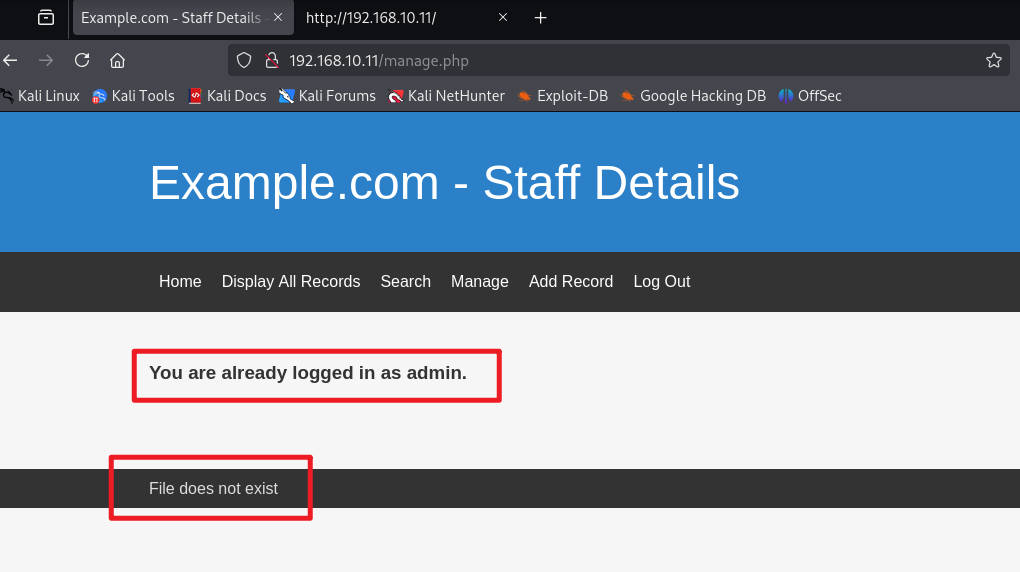 Example.com - Staff Details
http://192.168.10.11/
192.168.10.11/manage.php
Kali Linux Kali Tools Kali Docs Kali Forums Kali NetHunter Exploit-DB Google Hacking DB OffSec
Example.com - Staff Details
Home Display All Records Search Manage Add Record Log Out
You are already logged in as admin.
File does not exist